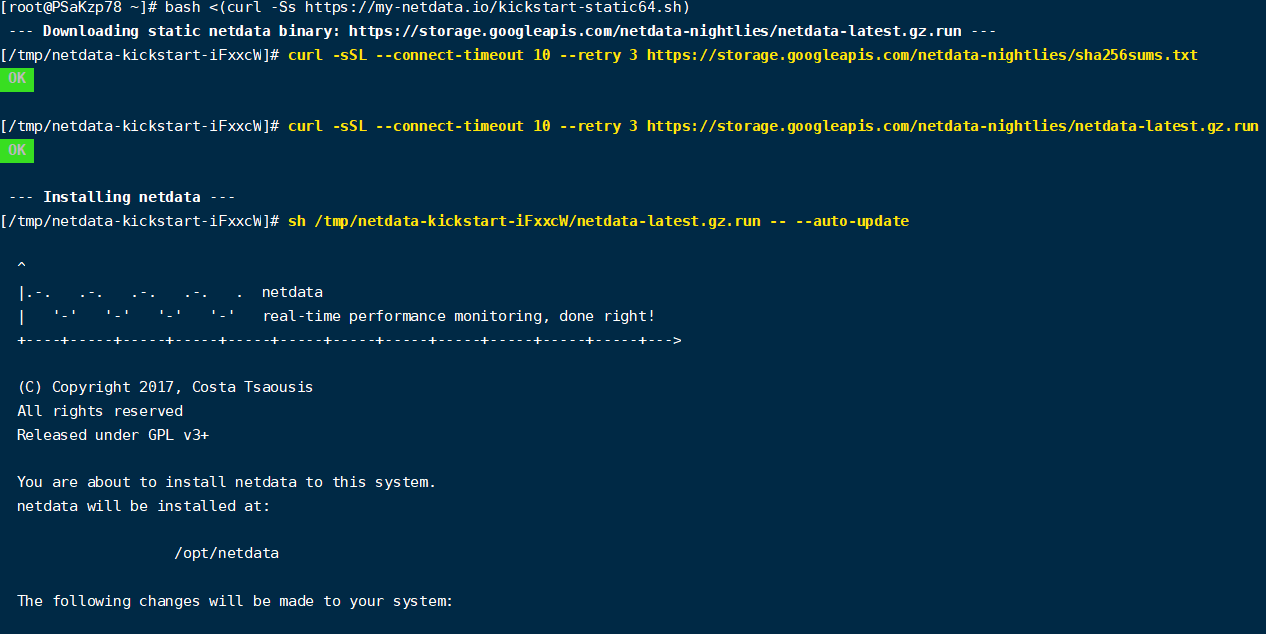 [root@PSaKzp78 ~]# bash <(curl -Ss https://my-netdata.io/kickstart-static64.sh)
 --- Downloading static netdata binary: https://storage.googleapis.com/netdata-nightlies/netdata-latest.gz.run ---
[/tmp/netdata-kickstart-iFxxcW]# curl -sSL --connect-timeout 10 --retry 3 https://storage.googleapis.com/netdata-nightlies/sha256sums.txt
OK
[/tmp/netdata-kickstart-iFxxcW]# curl -sSL --connect-timeout 10 --retry 3 https://storage.googleapis.com/netdata-nightlies/netdata-latest.gz.run
OK
 --- Installing netdata ---
[/tmp/netdata-kickstart-iFxxcW]# sh /tmp/netdata-kickstart-iFxxcW/netdata-latest.gz.run -- --auto-update
  ^
  |.-.   .-.   .-.   .-.   .  netdata
  |   '-'   '-'   '-'   '-'   real-time performance monitoring, done right!
  +----+-----+-----+-----+-----+-----+-----+-----+-----+-----+-----+-----+--->
  (C) Copyright 2017, Costa Tsaousis
  All rights reserved
  Released under GPL v3+
  You are about to install netdata to this system.
  netdata will be installed at:
                    /opt/netdata
  The following changes will be made to your system: